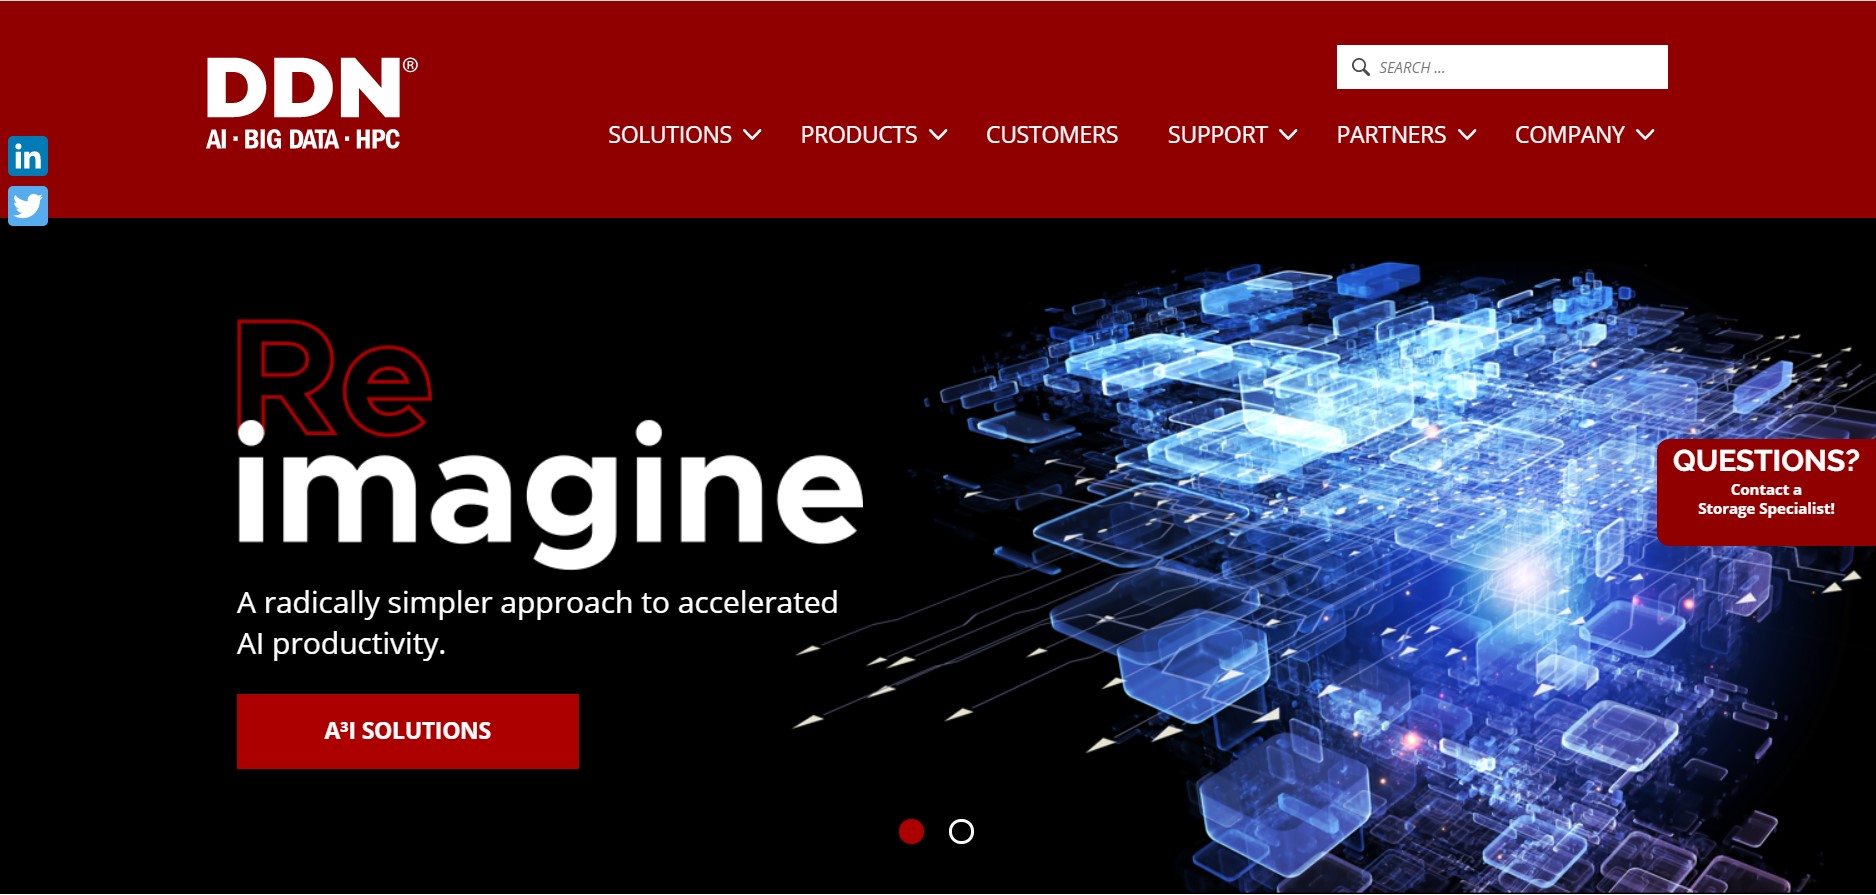 DDN®
AI · BIG DATA · HPC
SEARCH ...
SOLUTIONS PRODUCTS CUSTOMERS SUPPORT PARTNERS COMPANY
in
Re
imagine
A radically simpler approach to accelerated
AI productivity.
A³I SOLUTIONS
QUESTIONS?
Contact a
Storage Specialist!